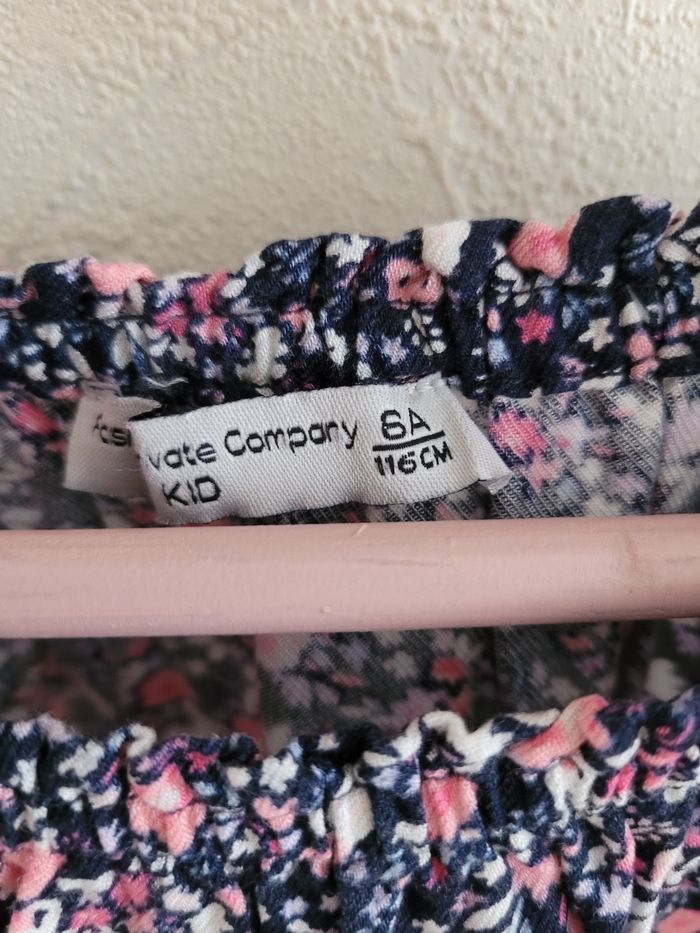 vate Company 6A
KID 116CM